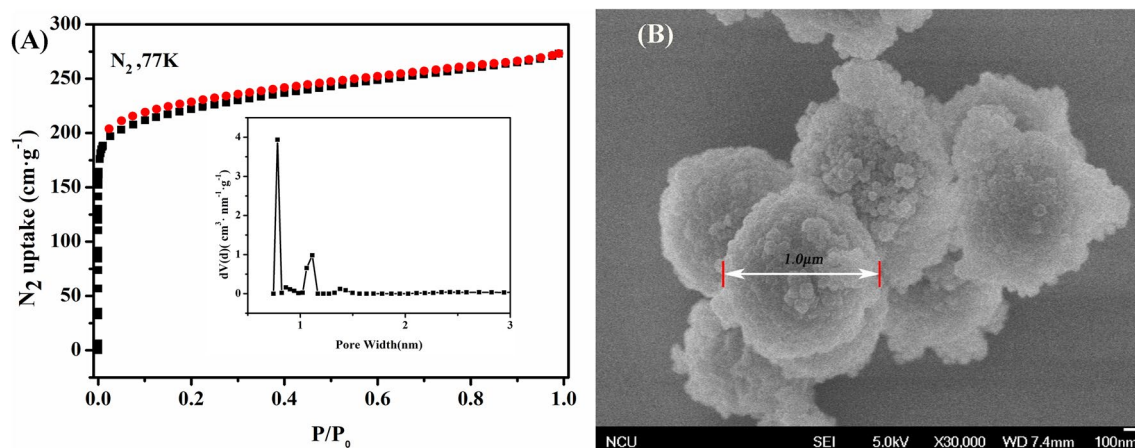 (A)
N₂ ,77K
N₂ uptake (cm·g⁻¹)
300
250
200
150
100
50
0
0.0 0.2 0.4 0.6 0.8 1.0
P/P₀
dV(d)( cm³· nm⁻¹·g⁻¹)
4
3
2
1
0
1 2 3
Pore Width(nm)
(B)
1.0μm
NCU SEI 5.0kV X30,000 WD 7.4mm 100nm